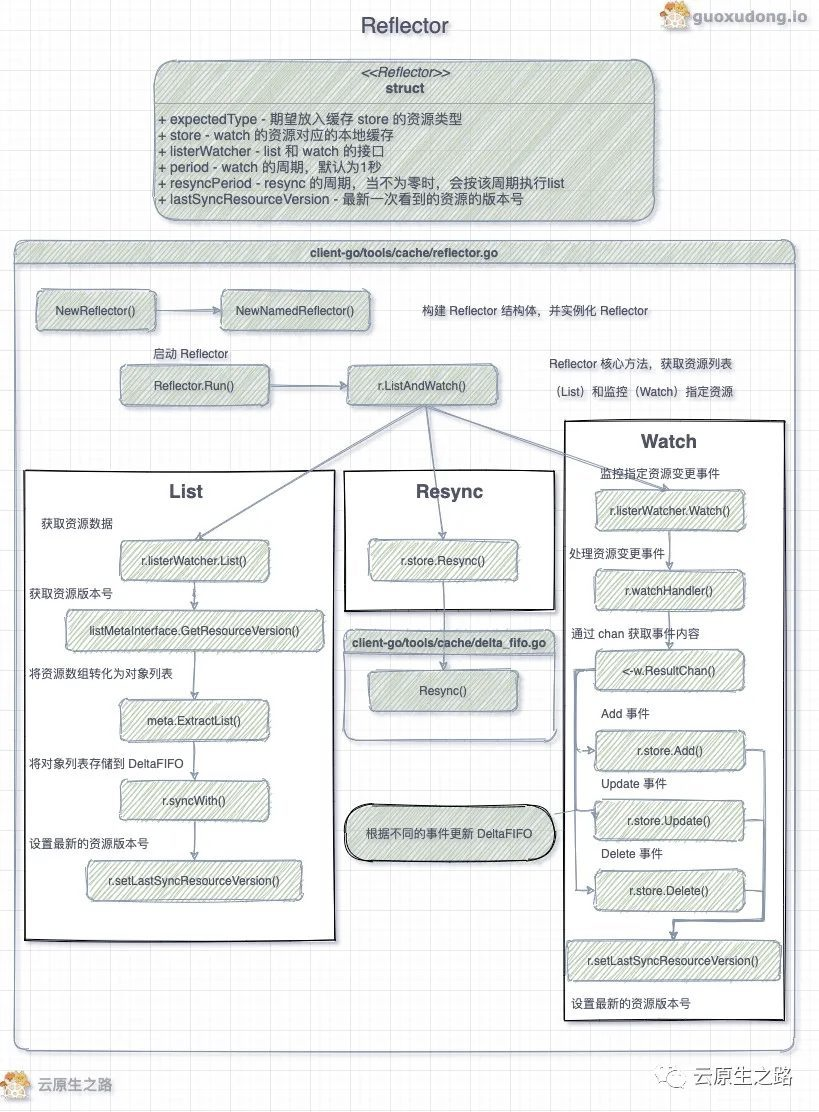 guoxudong.io
Reflector
<<Reflector>>
struct
+ expectedType - 期望放入缓存 store 的资源类型
+ store - watch 的资源对应的本地缓存
+ listerWatcher - list 和 watch 的接口
+ period - watch 的周期，默认为1秒
+ resyncPeriod - resync 的周期，当不为零时，会按该周期执行list
+ lastSyncResourceVersion - 最新一次看到的资源的版本号
client-go/tools/cache/reflector.go
NewReflector()
NewNamedReflector()
构建 Reflector 结构体，并实例化 Reflector
启动 Reflector
Reflector.Run()
r.ListAndWatch()
Reflector 核心方法，获取资源列表
（List）和监控（Watch）指定资源
List
获取资源数据
r.listerWatcher.List()
获取资源版本号
listMetaInterface.GetResourceVersion()
将资源数组转化为对象列表
meta.ExtractList()
将对象列表存储到 DeltaFIFO
r.syncWith()
设置最新的资源版本号
r.setLastSyncResourceVersion()
Resync
r.store.Resync()
client-go/tools/cache/delta_fifo.go
Resync()
根据不同的事件更新 DeltaFIFO
Watch
监控指定资源变更事件
r.listerWatcher.Watch()
处理资源变更事件
r.watchHandler()
通过 chan 获取事件内容
<-w.ResultChan()
Add 事件
r.store.Add()
Update 事件
r.store.Update()
Delete 事件
r.store.Delete()
r.setLastSyncResourceVersion()
设置最新的资源版本号
云原生之路
云原生之路